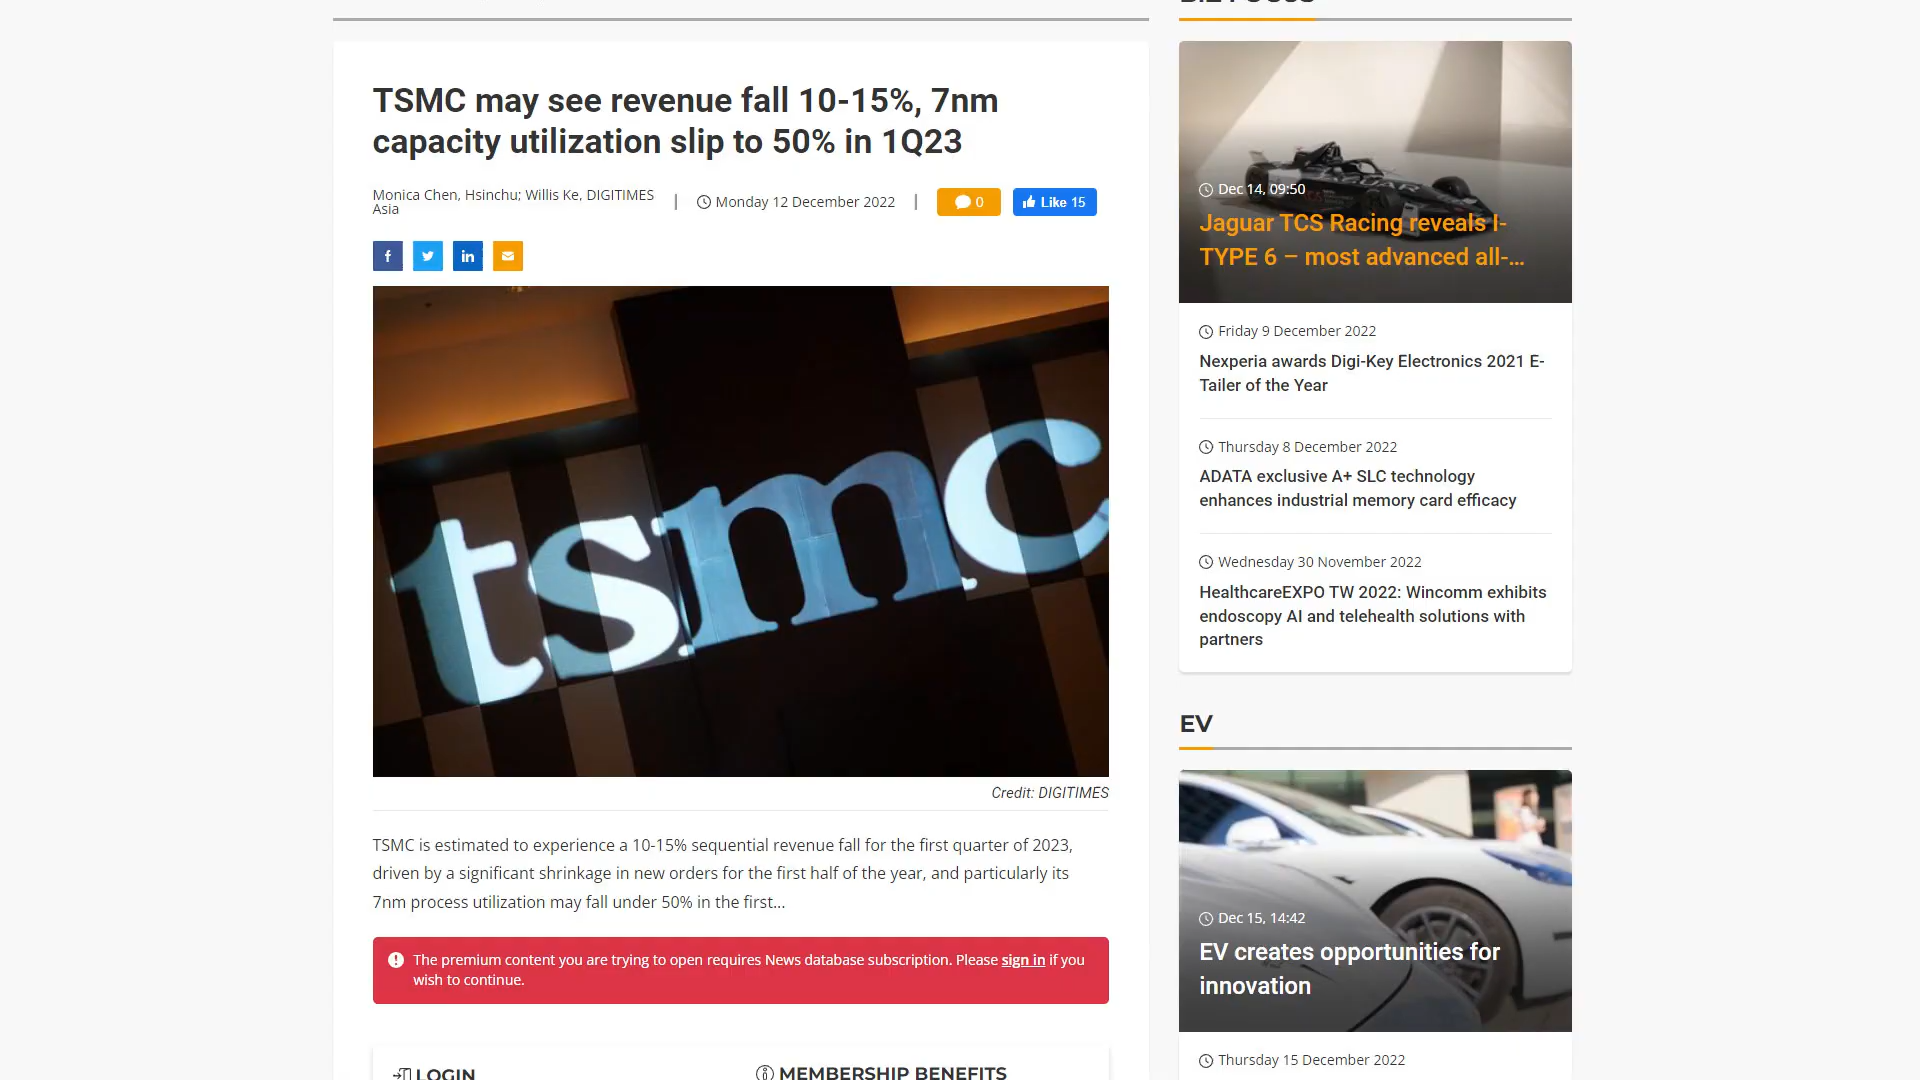 TSMC may see revenue fall 10-15%, 7nm
capacity utilization slip to 50% in 1Q23
Monica Chen, Hsinchu; Willis Ke, DIGITIMES
Asia
Monday 12 December 2022
0
Like 15
tsmc
Credit: DIGITIMES
TSMC is estimated to experience a 10-15% sequential revenue fall for the first quarter of 2023,
driven by a significant shrinkage in new orders for the first half of the year, and particularly its
7nm process utilization may fall under 50% in the first...
The premium content you are trying to open requires News database subscription. Please sign in if you
wish to continue.
LOGIN
MEMBERSHIP BENEFITS
BIZ FOCUS
Dec 14, 09:50
Jaguar TCS Racing reveals I-
TYPE 6 – most advanced all-...
Friday 9 December 2022
Nexperia awards Digi-Key Electronics 2021 E-
Tailer of the Year
Thursday 8 December 2022
ADATA exclusive A+ SLC technology
enhances industrial memory card efficacy
Wednesday 30 November 2022
HealthcareEXPO TW 2022: Wincomm exhibits
endoscopy AI and telehealth solutions with
partners
EV
Dec 15, 14:42
EV creates opportunities for
innovation
Thursday 15 December 2022